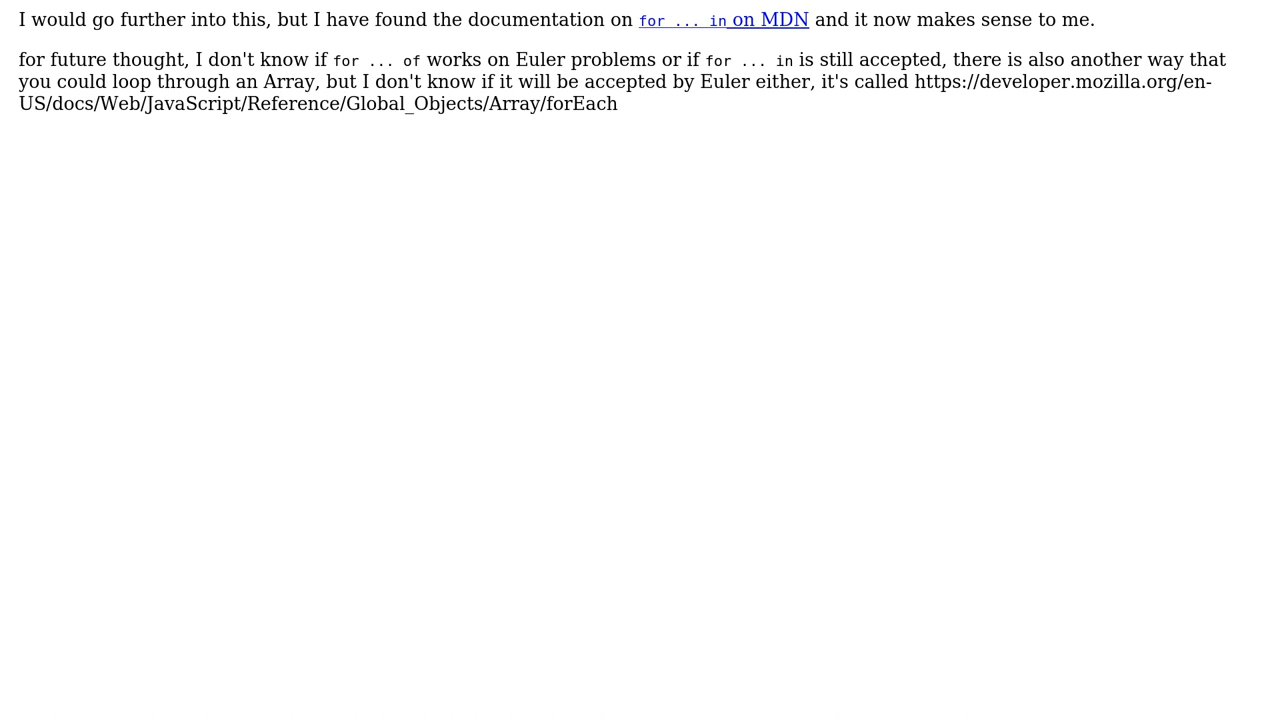 I would go further into this, but I have found the documentation on for ... in on MDN and it now makes sense to me.
for future thought, I don't know if for ... of works on Euler problems or if for ... in is still accepted, there is also another way that
you could loop through an Array, but I don't know if it will be accepted by Euler either, it's called https://developer.mozilla.org/en-
US/docs/Web/JavaScript/Reference/Global_Objects/Array/forEach